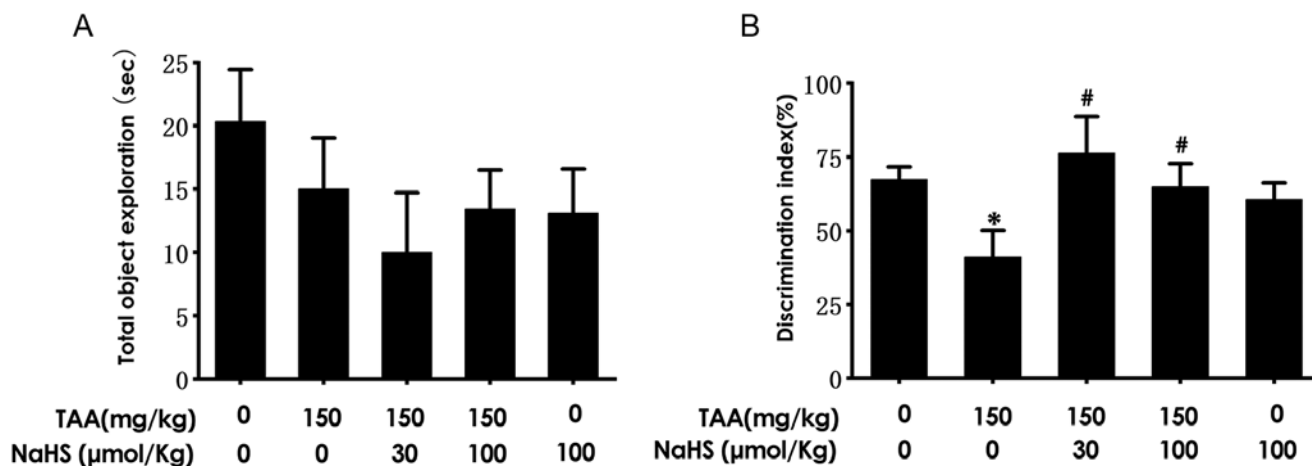 A
B
Total object exploration (sec)
25
20
15
10
5
0
TAA(mg/kg) 0 150 150 150 0
NaHS (μmol/Kg) 0 0 30 100 100
Discrimination index(%)
100
75
50
25
0
*
#
#
TAA(mg/kg) 0 150 150 150 0
NaHS (μmol/Kg) 0 0 30 100 100